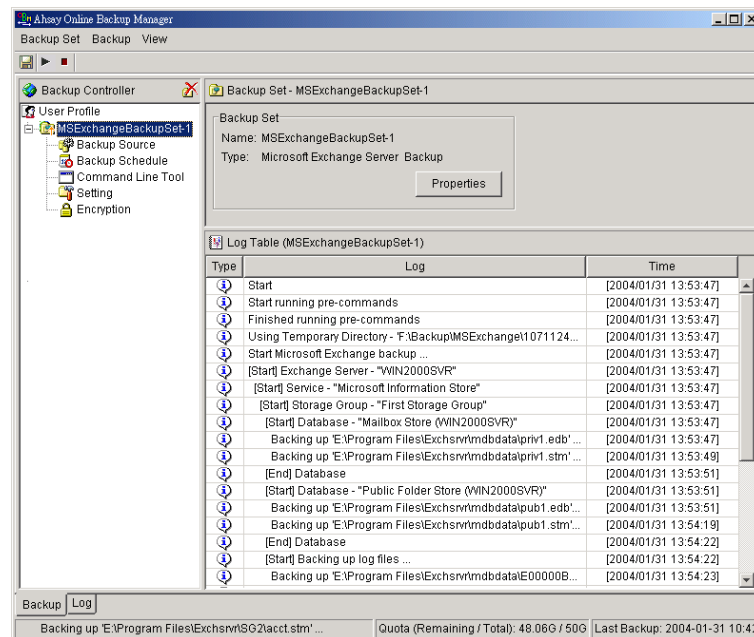 Ahsay Online Backup Manager
Backup Set Backup View
Backup Controller
User Profile
MSExchangeBackupSet-1
Backup Source
Backup Schedule
Command Line Tool
Setting
Encryption
Backup Set - MSExchangeBackupSet-1
Backup Set
Name: MSExchangeBackupSet-1
Type: Microsoft Exchange Server Backup
Properties
Log Table (MSExchangeBackupSet-1)
Type Log Time
Start [2004/01/31 13:53:47]
Start running pre-commands [2004/01/31 13:53:47]
Finished running pre-commands [2004/01/31 13:53:47]
Using Temporary Directory - 'F:\Backup\MSExchange\1071124... [2004/01/31 13:53:47]
Start Microsoft Exchange backup ... [2004/01/31 13:53:47]
[Start] Exchange Server - "WIN2000SVR" [2004/01/31 13:53:47]
[Start] Service - "Microsoft Information Store" [2004/01/31 13:53:47]
[Start] Storage Group - "First Storage Group" [2004/01/31 13:53:47]
[Start] Database - "Mailbox Store (WIN2000SVR)" [2004/01/31 13:53:47]
Backing up 'E:\Program Files\Exchsrvr\mdbdata\priv1.edb' ... [2004/01/31 13:53:47]
Backing up 'E:\Program Files\Exchsrvr\mdbdata\priv1.stm' ... [2004/01/31 13:53:49]
[End] Database [2004/01/31 13:53:51]
[Start] Database - "Public Folder Store (WIN2000SVR)" [2004/01/31 13:53:51]
Backing up 'E:\Program Files\Exchsrvr\mdbdata\pub1.edb'... [2004/01/31 13:53:51]
Backing up 'E:\Program Files\Exchsrvr\mdbdata\pub1.stm'... [2004/01/31 13:54:19]
[End] Database [2004/01/31 13:54:22]
[Start] Backing up log files ... [2004/01/31 13:54:22]
Backing up 'E:\Program Files\Exchsrvr\mdbdata\E00000B... [2004/01/31 13:54:23]
Backup Log
Backing up 'E:\Program Files\Exchsrvr\SG2\acct.stm' ... Quota (Remaining / Total): 48.06G / 50G Last Backup: 2004-01-31 10:4